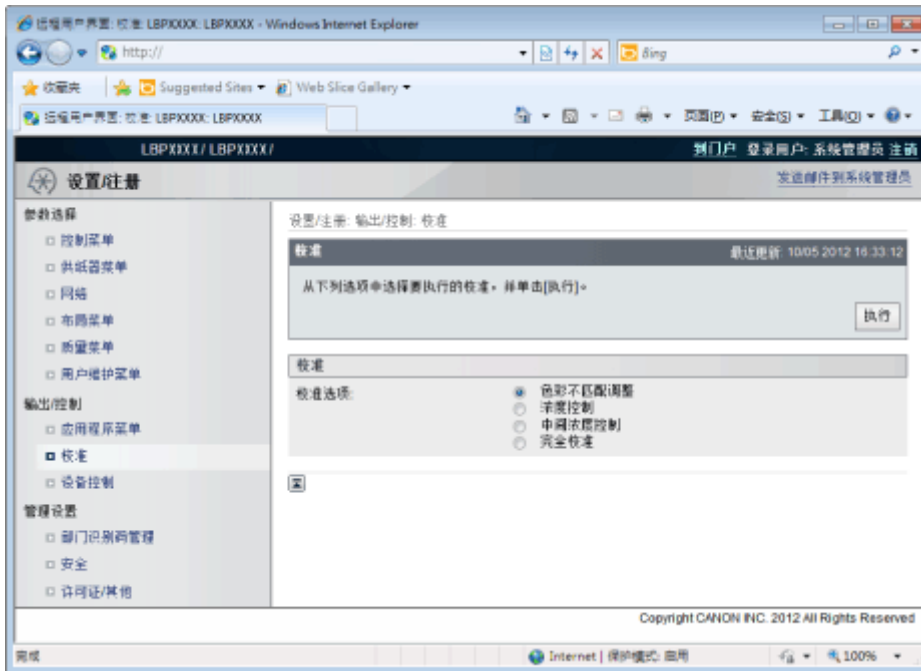 远程用户界面: 校准: LBPXXXX: LBPXXXX - Windows Internet Explorer
http://
Bing
收藏夹 Suggested Sites Web Slice Gallery
远程用户界面: 校准: LBPXXXX: LBPXXXX 页面(P) 安全(S) 工具(O)
LBPXXXX/ LBPXXXX/ 到门户 登录用户: 系统管理员 注销
设置/注册 发送邮件到系统管理员
参数选择
控制菜单
供纸器菜单
网络
布局菜单
质量菜单
用户维护菜单
输出/控制
应用程序菜单
校准
设备控制
管理设置
部门识别码管理
安全
许可证/其他
设置/注册: 输出/控制: 校准
校准 最近更新: 10/05 2012 16:33:12
从下列选项中选择要执行的校准，并单击[执行]。
执行
校准
校准选项: 色彩不匹配调整
浓度控制
中间浓度控制
完全校准
Copyright CANON INC. 2012 All Rights Reserved
完成 Internet | 保护模式: 启用 100%